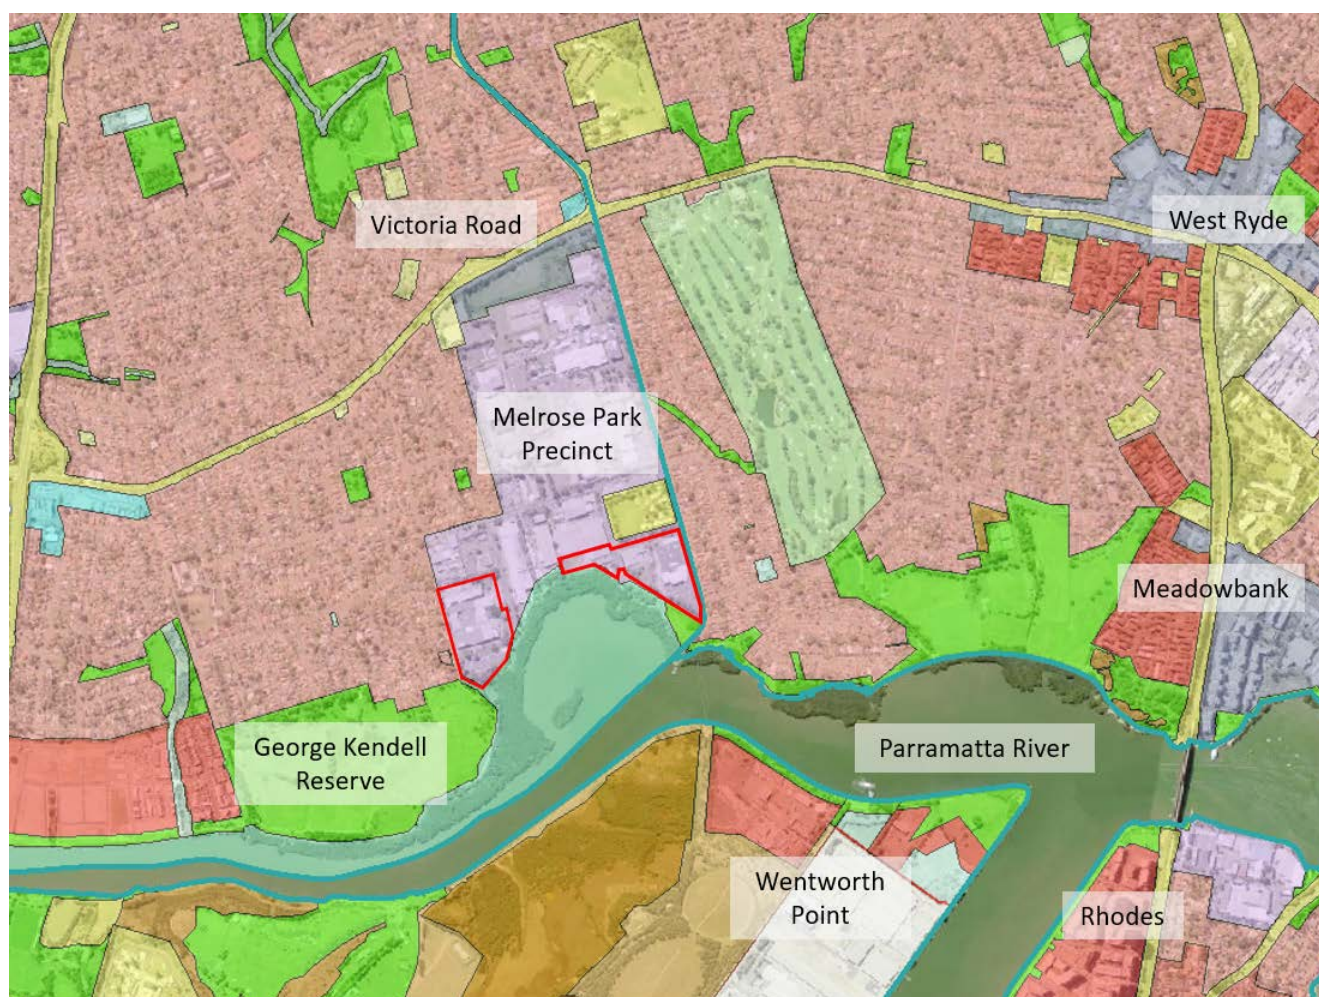 Victoria Road
West Ryde
Melrose Park
Precinct
Meadowbank
George Kendell
Reserve
Parramatta River
Wentworth
Point
Rhodes